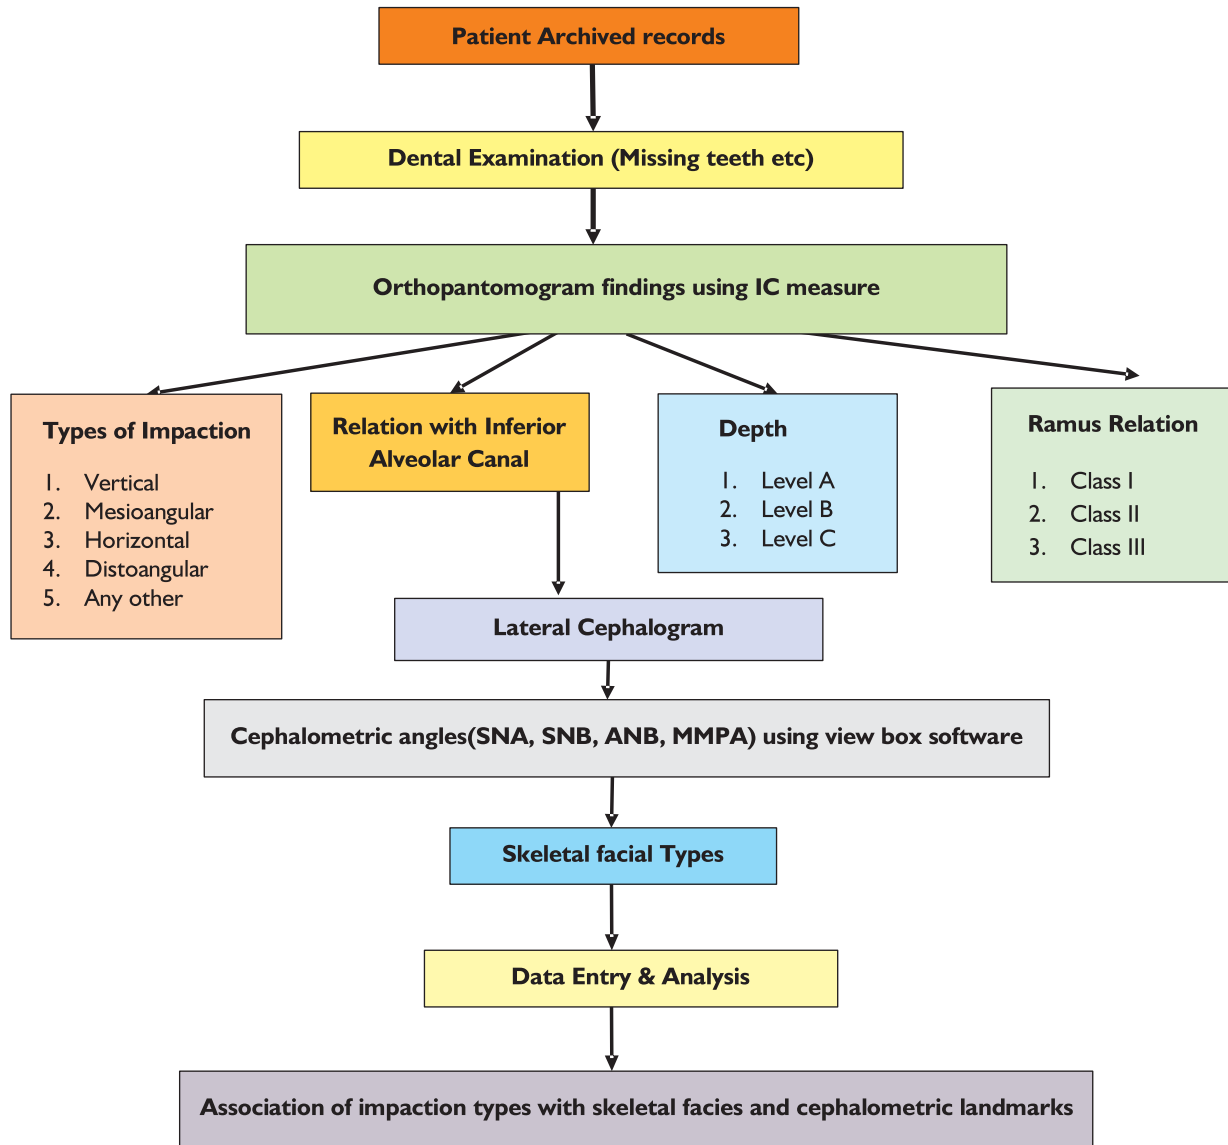 Patient Archived records
Dental Examination (Missing teeth etc)
Orthopantomogram findings using IC measure
Types of Impaction
1. Vertical
2. Mesioangular
3. Horizontal
4. Distoangular
5. Any other
Relation with Inferior
Alveolar Canal
Depth
1. Level A
2. Level B
3. Level C
Ramus Relation
1. Class I
2. Class II
3. Class III
Lateral Cephalogram
Cephalometric angles(SNA, SNB, ANB, MMPA) using view box software
Skeletal facial Types
Data Entry & Analysis
Association of impaction types with skeletal facies and cephalometric landmarks